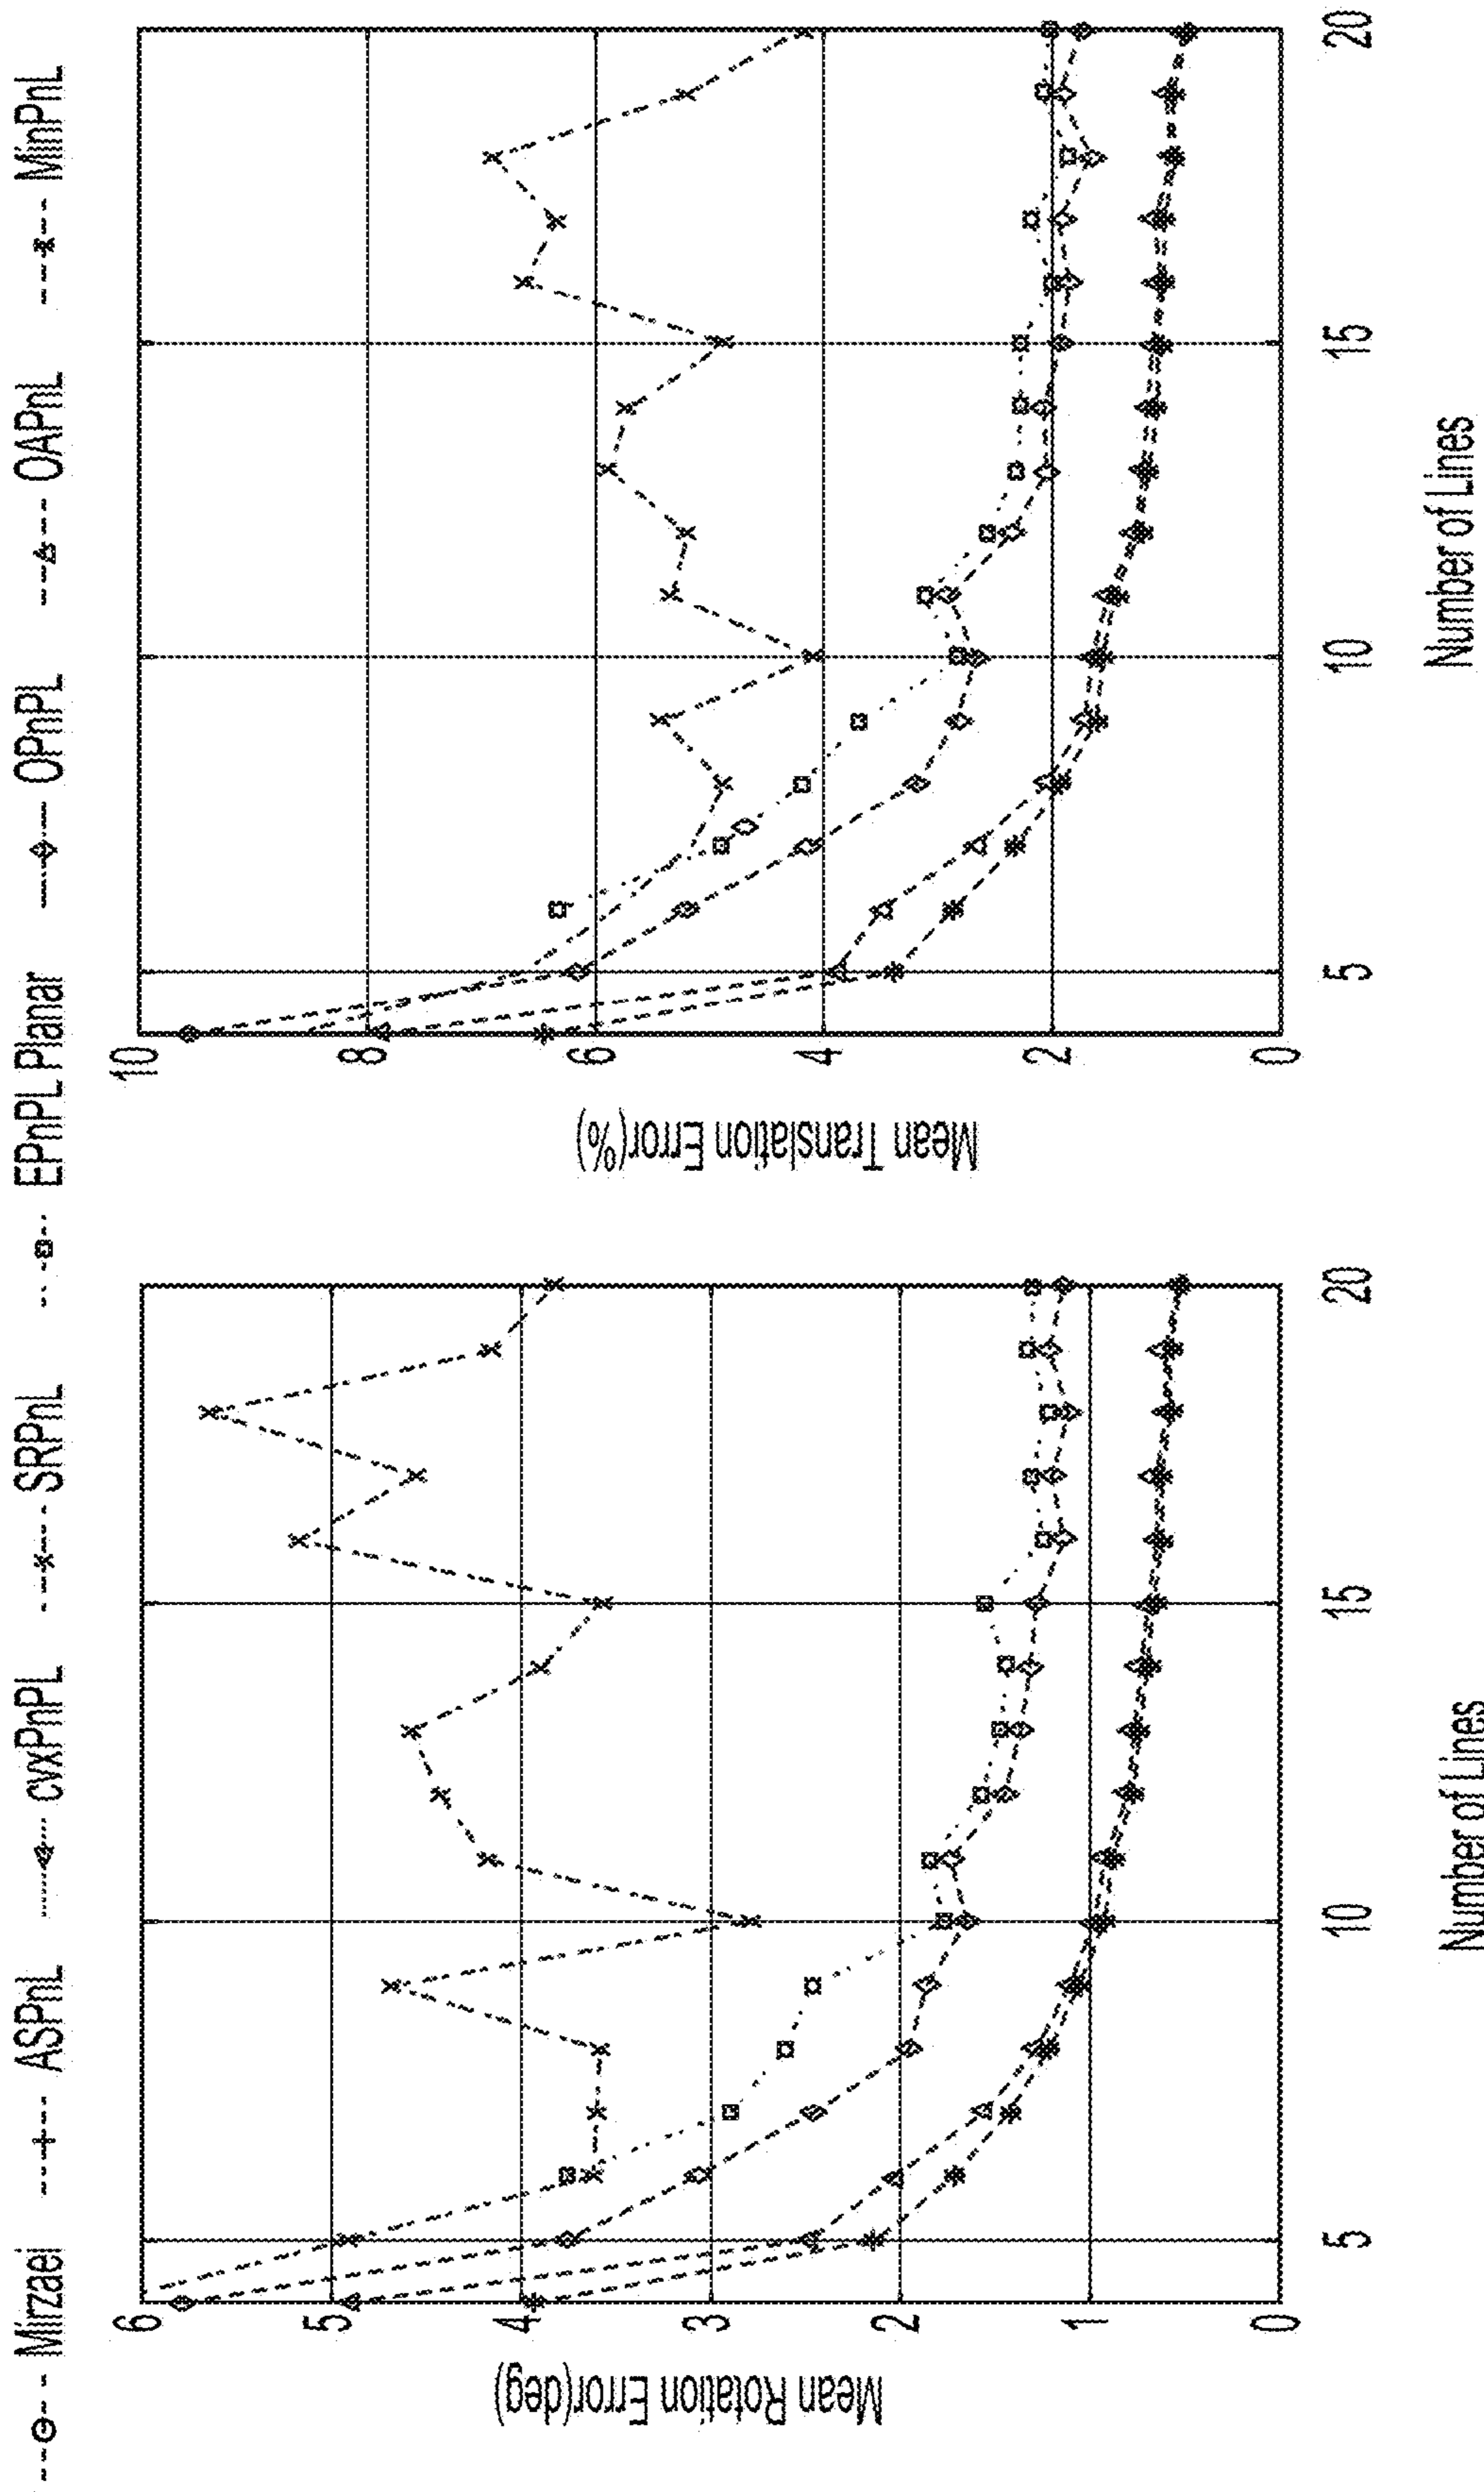 Mirzaei ASPnL cvxPnPL SRPnL EPnPL Planar OPnPL OAPnL MinPnL
Mean Rotation Error(deg)
6
5
4
3
2
1
0
5 10 15 20
Number of Lines
Mean Translation Error(%)
10
8
6
4
2
0
5 10 15 20
Number of Lines